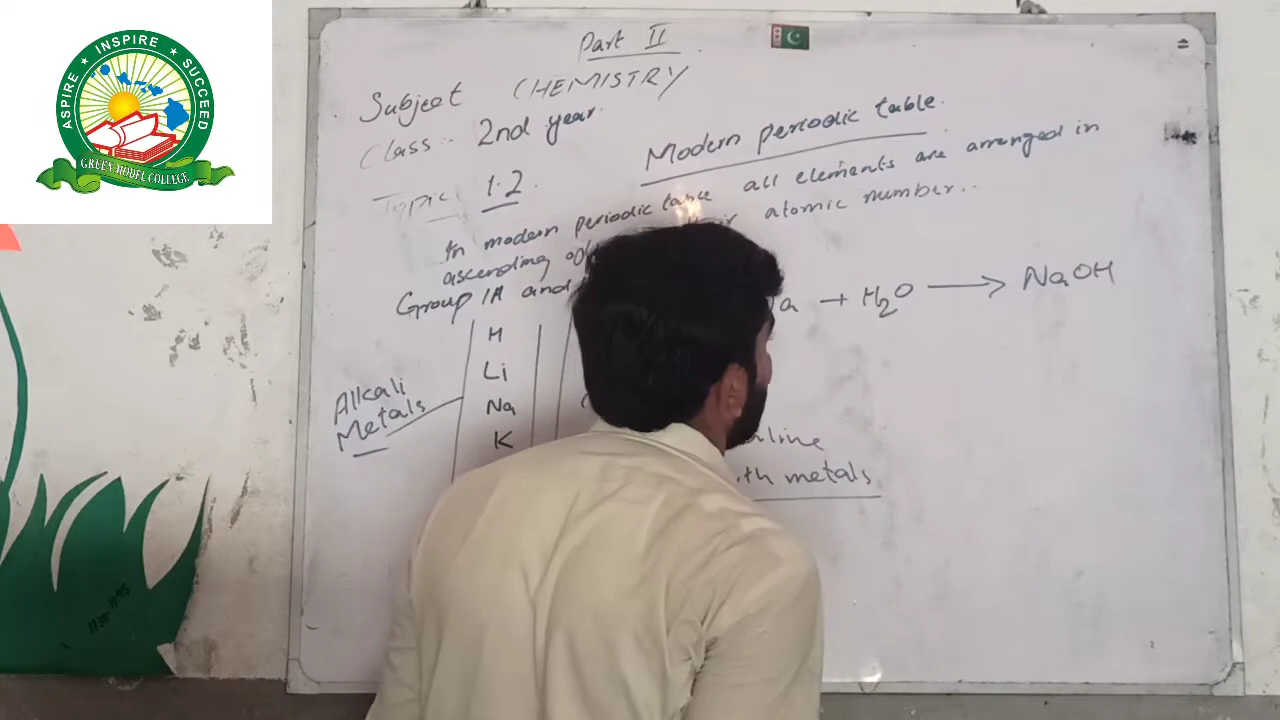 ASPIRE ★ INSPIRE ★ SUCCEED
GREEN MODEL COLLEGE
Part II
Subject CHEMISTRY
Class :- 2nd year
Topic 1.2
Modern periodic table
In modern periodic table all elements are arranged in
ascending atomic number..
Group IA and
+ H2O → NaOH
H
Li
Na
K
Alkali
Metals
metals